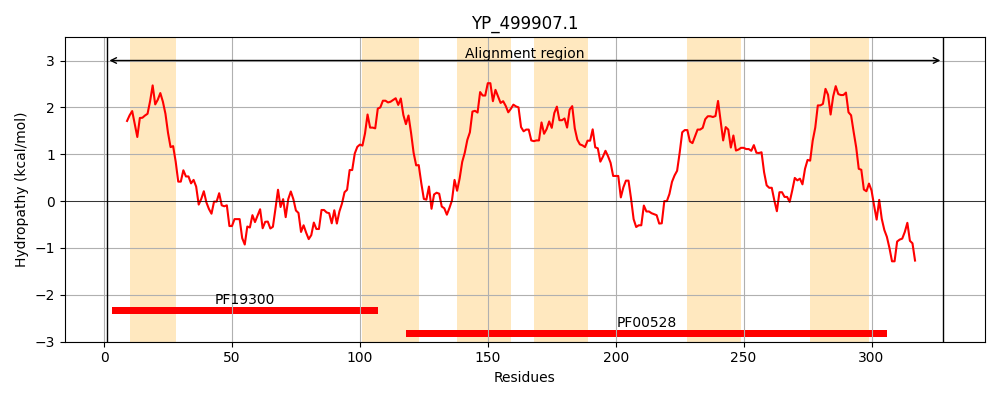 YP_499907.1
Alignment region
Hydropathy (kcal/mol)
3
2
1
0
−1
−2
−3
PF19300
PF00528
0 50 100 150 200 250 300
Residues